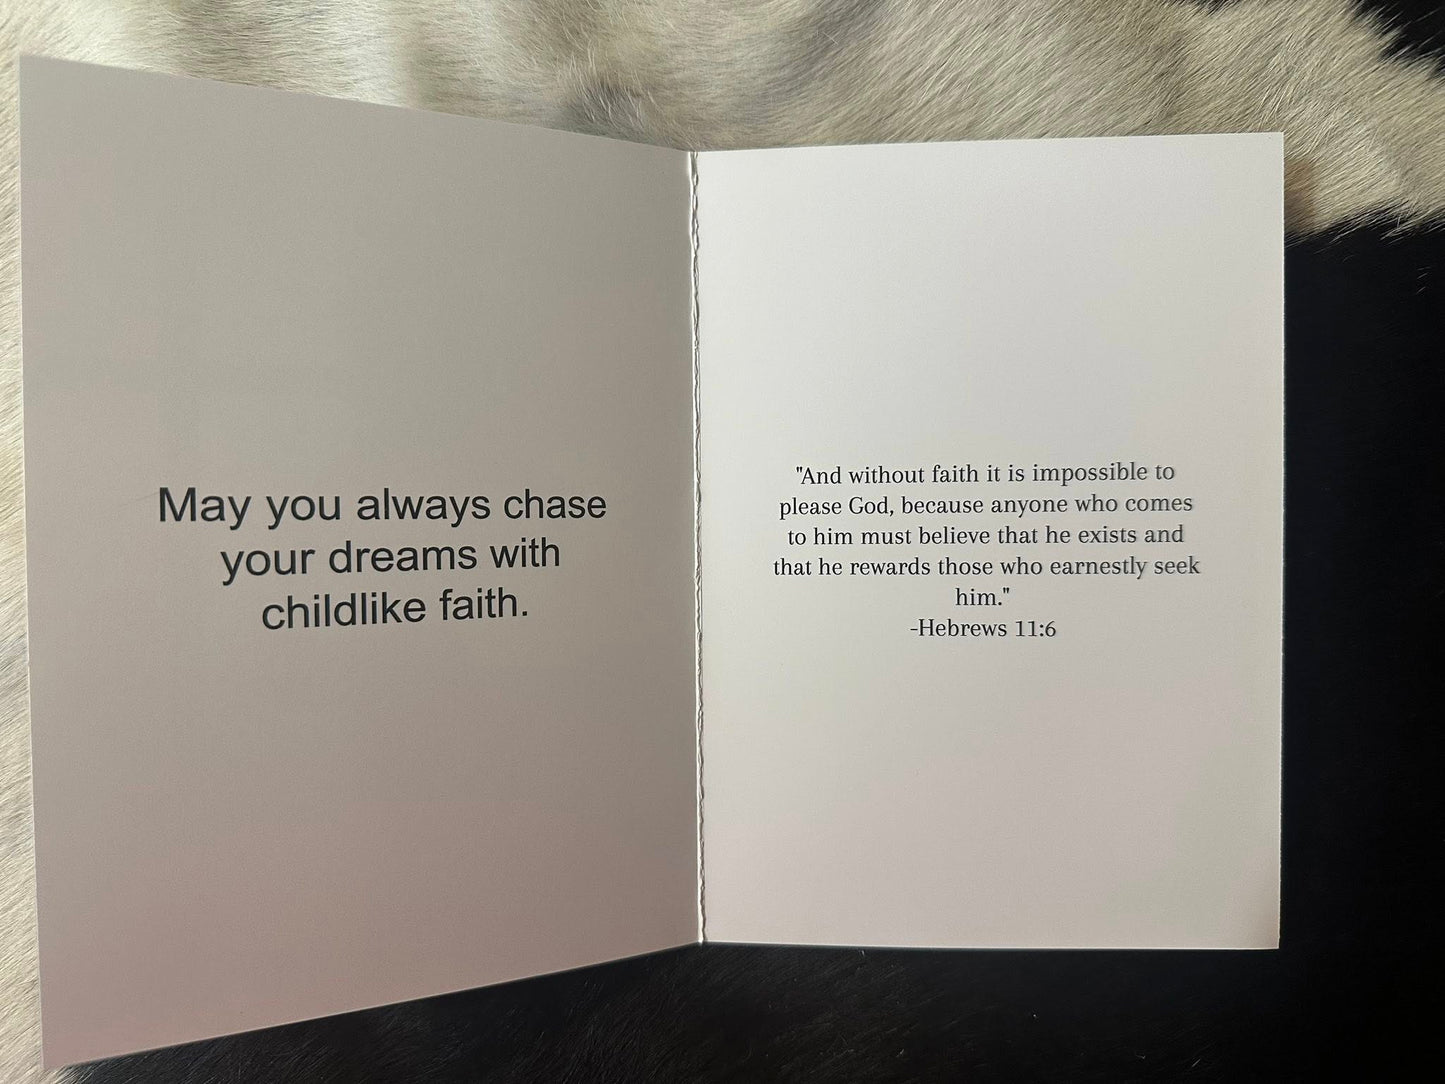 May you always chase
your dreams with
childlike faith.
"And without faith it is impossible to
please God, because anyone who comes
to him must believe that he exists and
that he rewards those who earnestly seek
him."
-Hebrews 11:6